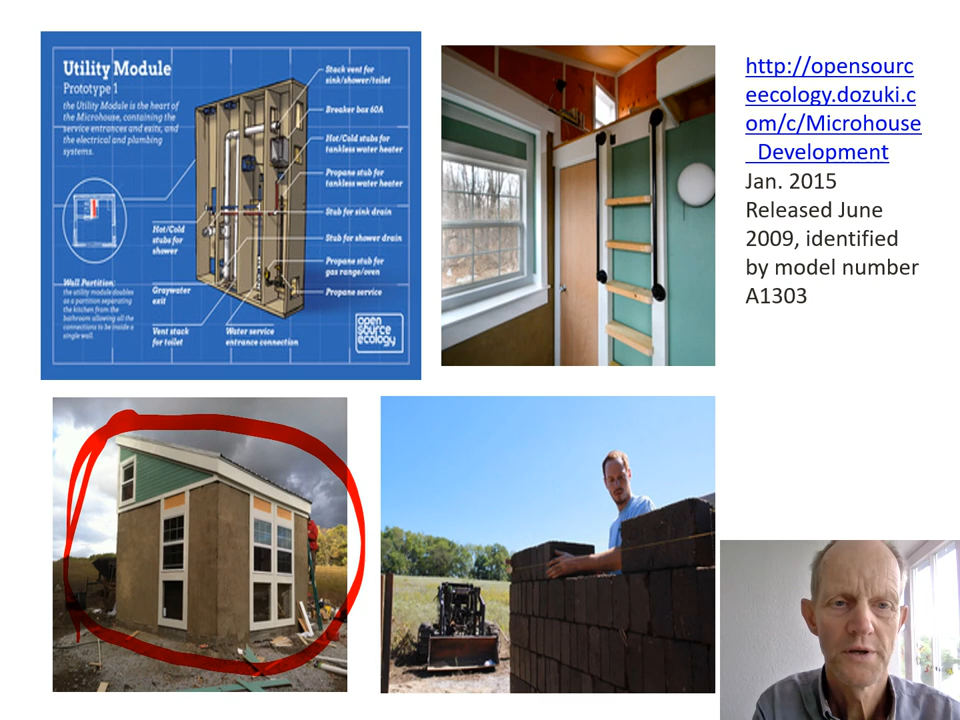 Utility Module
Prototype 1
the Utility Module is the heart of
the Microhouse, containing the
service entrances and exits, and
the electrical and plumbing
systems.
Stack vent for
sink/shower/toilet
Breaker box 60A
Hot/Cold stubs for
tankless water heater
Propane stub for
tankless water heater
Stub for sink drain
Stub for shower drain
Propane stub for
gas range/oven
Propane service
Hot/Cold
stubs for
shower
Graywater
exit
Vent stack
for toilet
Water service
entrance connection
Wall Partition:
the utility module doubles
as a partition separating
the kitchen from the
bathroom allowing all the
connections to be inside a
single wall.
open
source
ecology
http://opensourc
eecology.dozuki.c
om/c/Microhouse
_Development
Jan. 2015
Released June
2009, identified
by model number
A1303